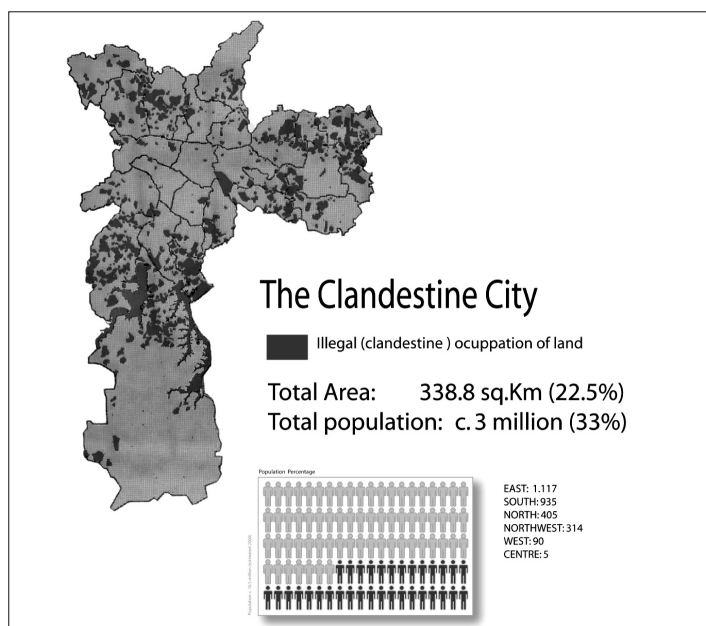 The Clandestine City
Illegal (clandestine ) ocuppation of land
Total Area: 338.8 sq.Km (22.5%)
Total population: c. 3 million (33%)
Population Percentage
EAST: 1.117
SOUTH: 935
NORTH: 405
NORTHWEST: 314
WEST: 90
CENTRE: 5